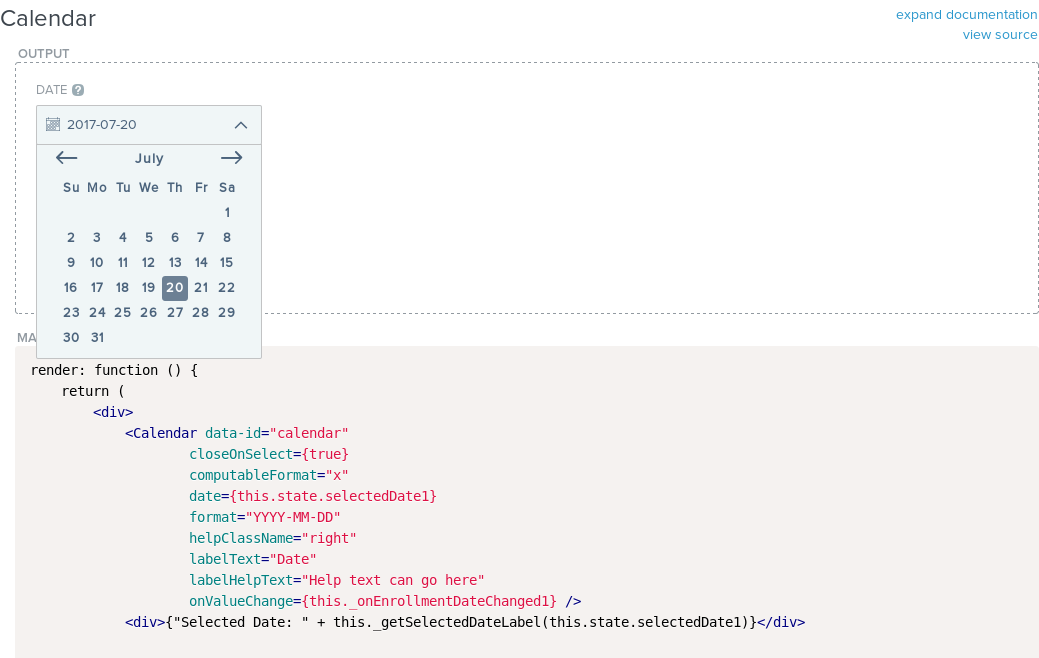 Calendar
expand documentation
view source
OUTPUT
DATE ?
2017-07-20
July
Su Mo Tu We Th Fr Sa
1
2 3 4 5 6 7 8
9 10 11 12 13 14 15
16 17 18 19 20 21 22
23 24 25 26 27 28 29
30 31
MA
render: function () {
return (
<div>
<Calendar data-id="calendar"
closeOnSelect={true}
computableFormat="x"
date={this.state.selectedDate1}
format="YYYY-MM-DD"
helpClassName="right"
labelText="Date"
labelHelpText="Help text can go here"
onValueChange={this._onEnrollmentDateChanged1} />
<div>{"Selected Date: " + this._getSelectedDateLabel(this.state.selectedDate1)}</div>